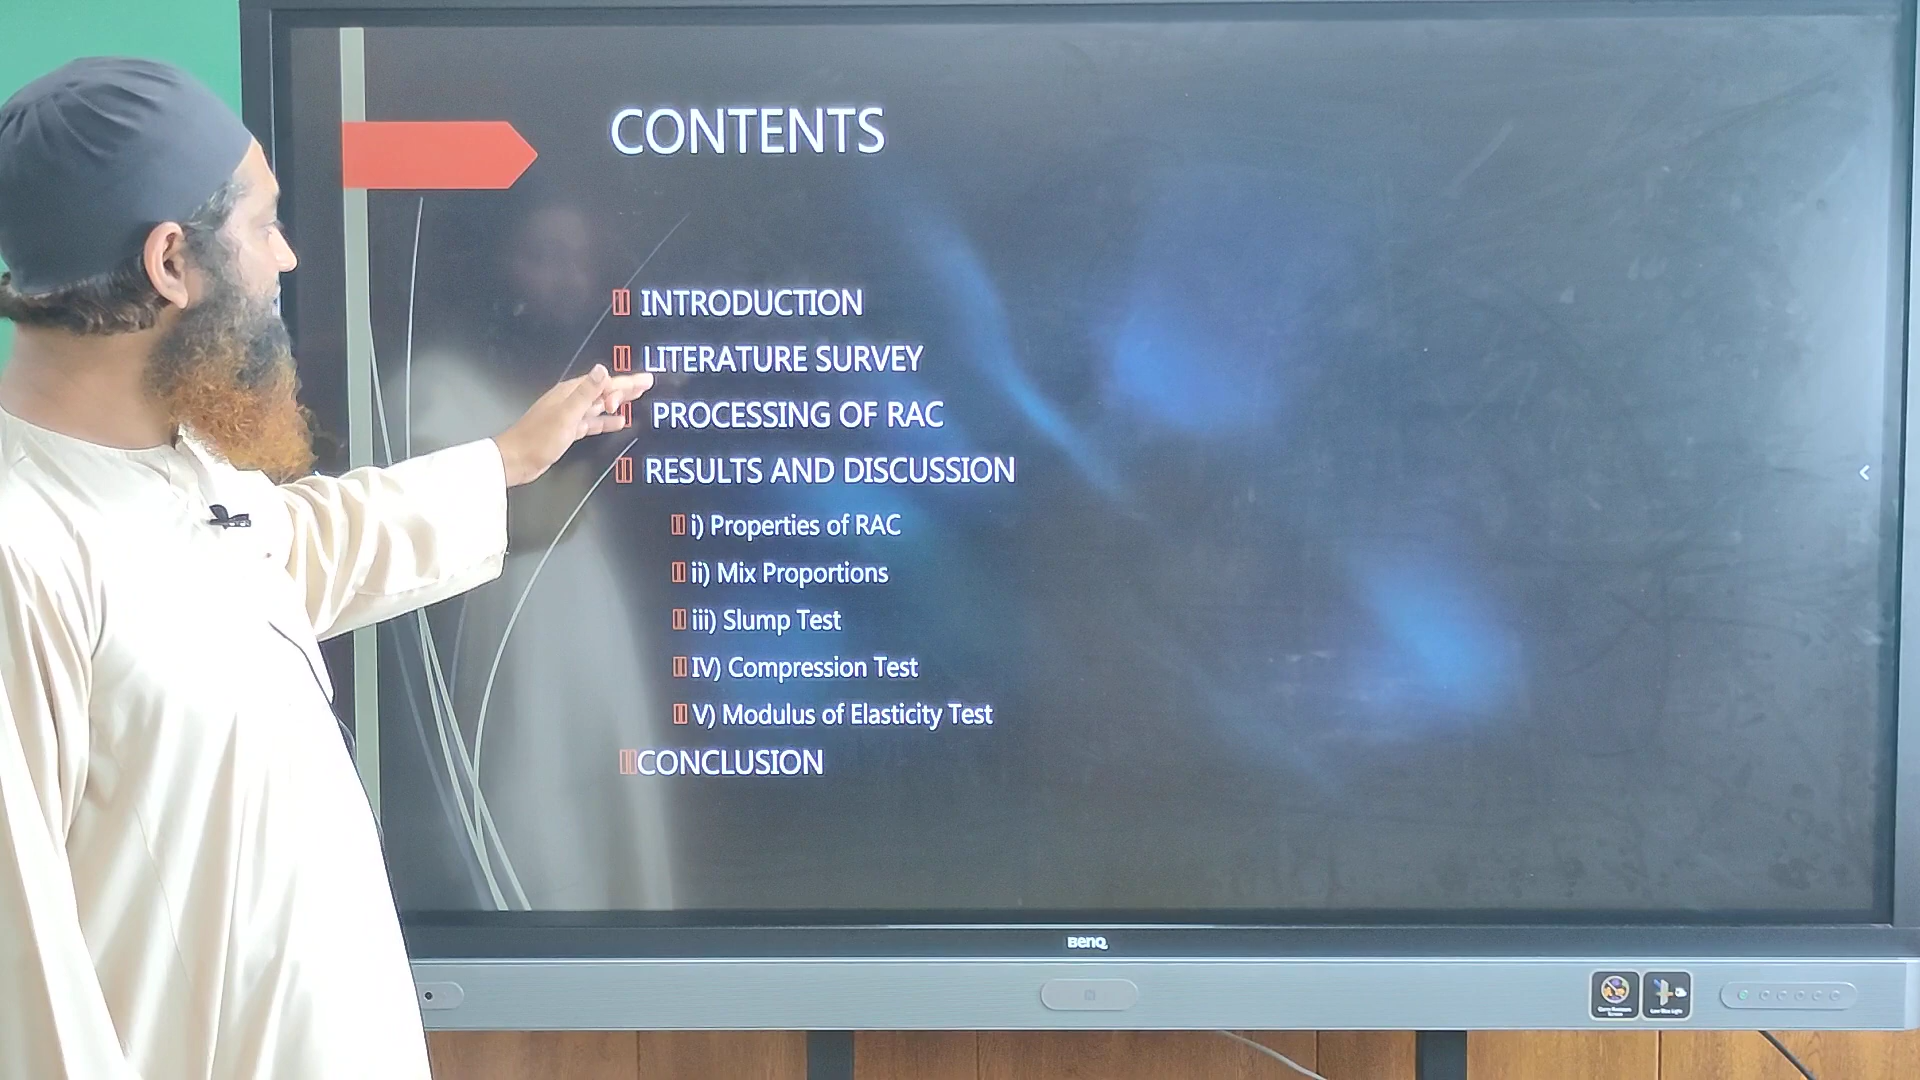 CONTENTS
INTRODUCTION
LITERATURE SURVEY
PROCESSING OF RAC
RESULTS AND DISCUSSION
i) Properties of RAC
ii) Mix Proportions
iii) Slump Test
IV) Compression Test
V) Modulus of Elasticity Test
CONCLUSION
BenQ